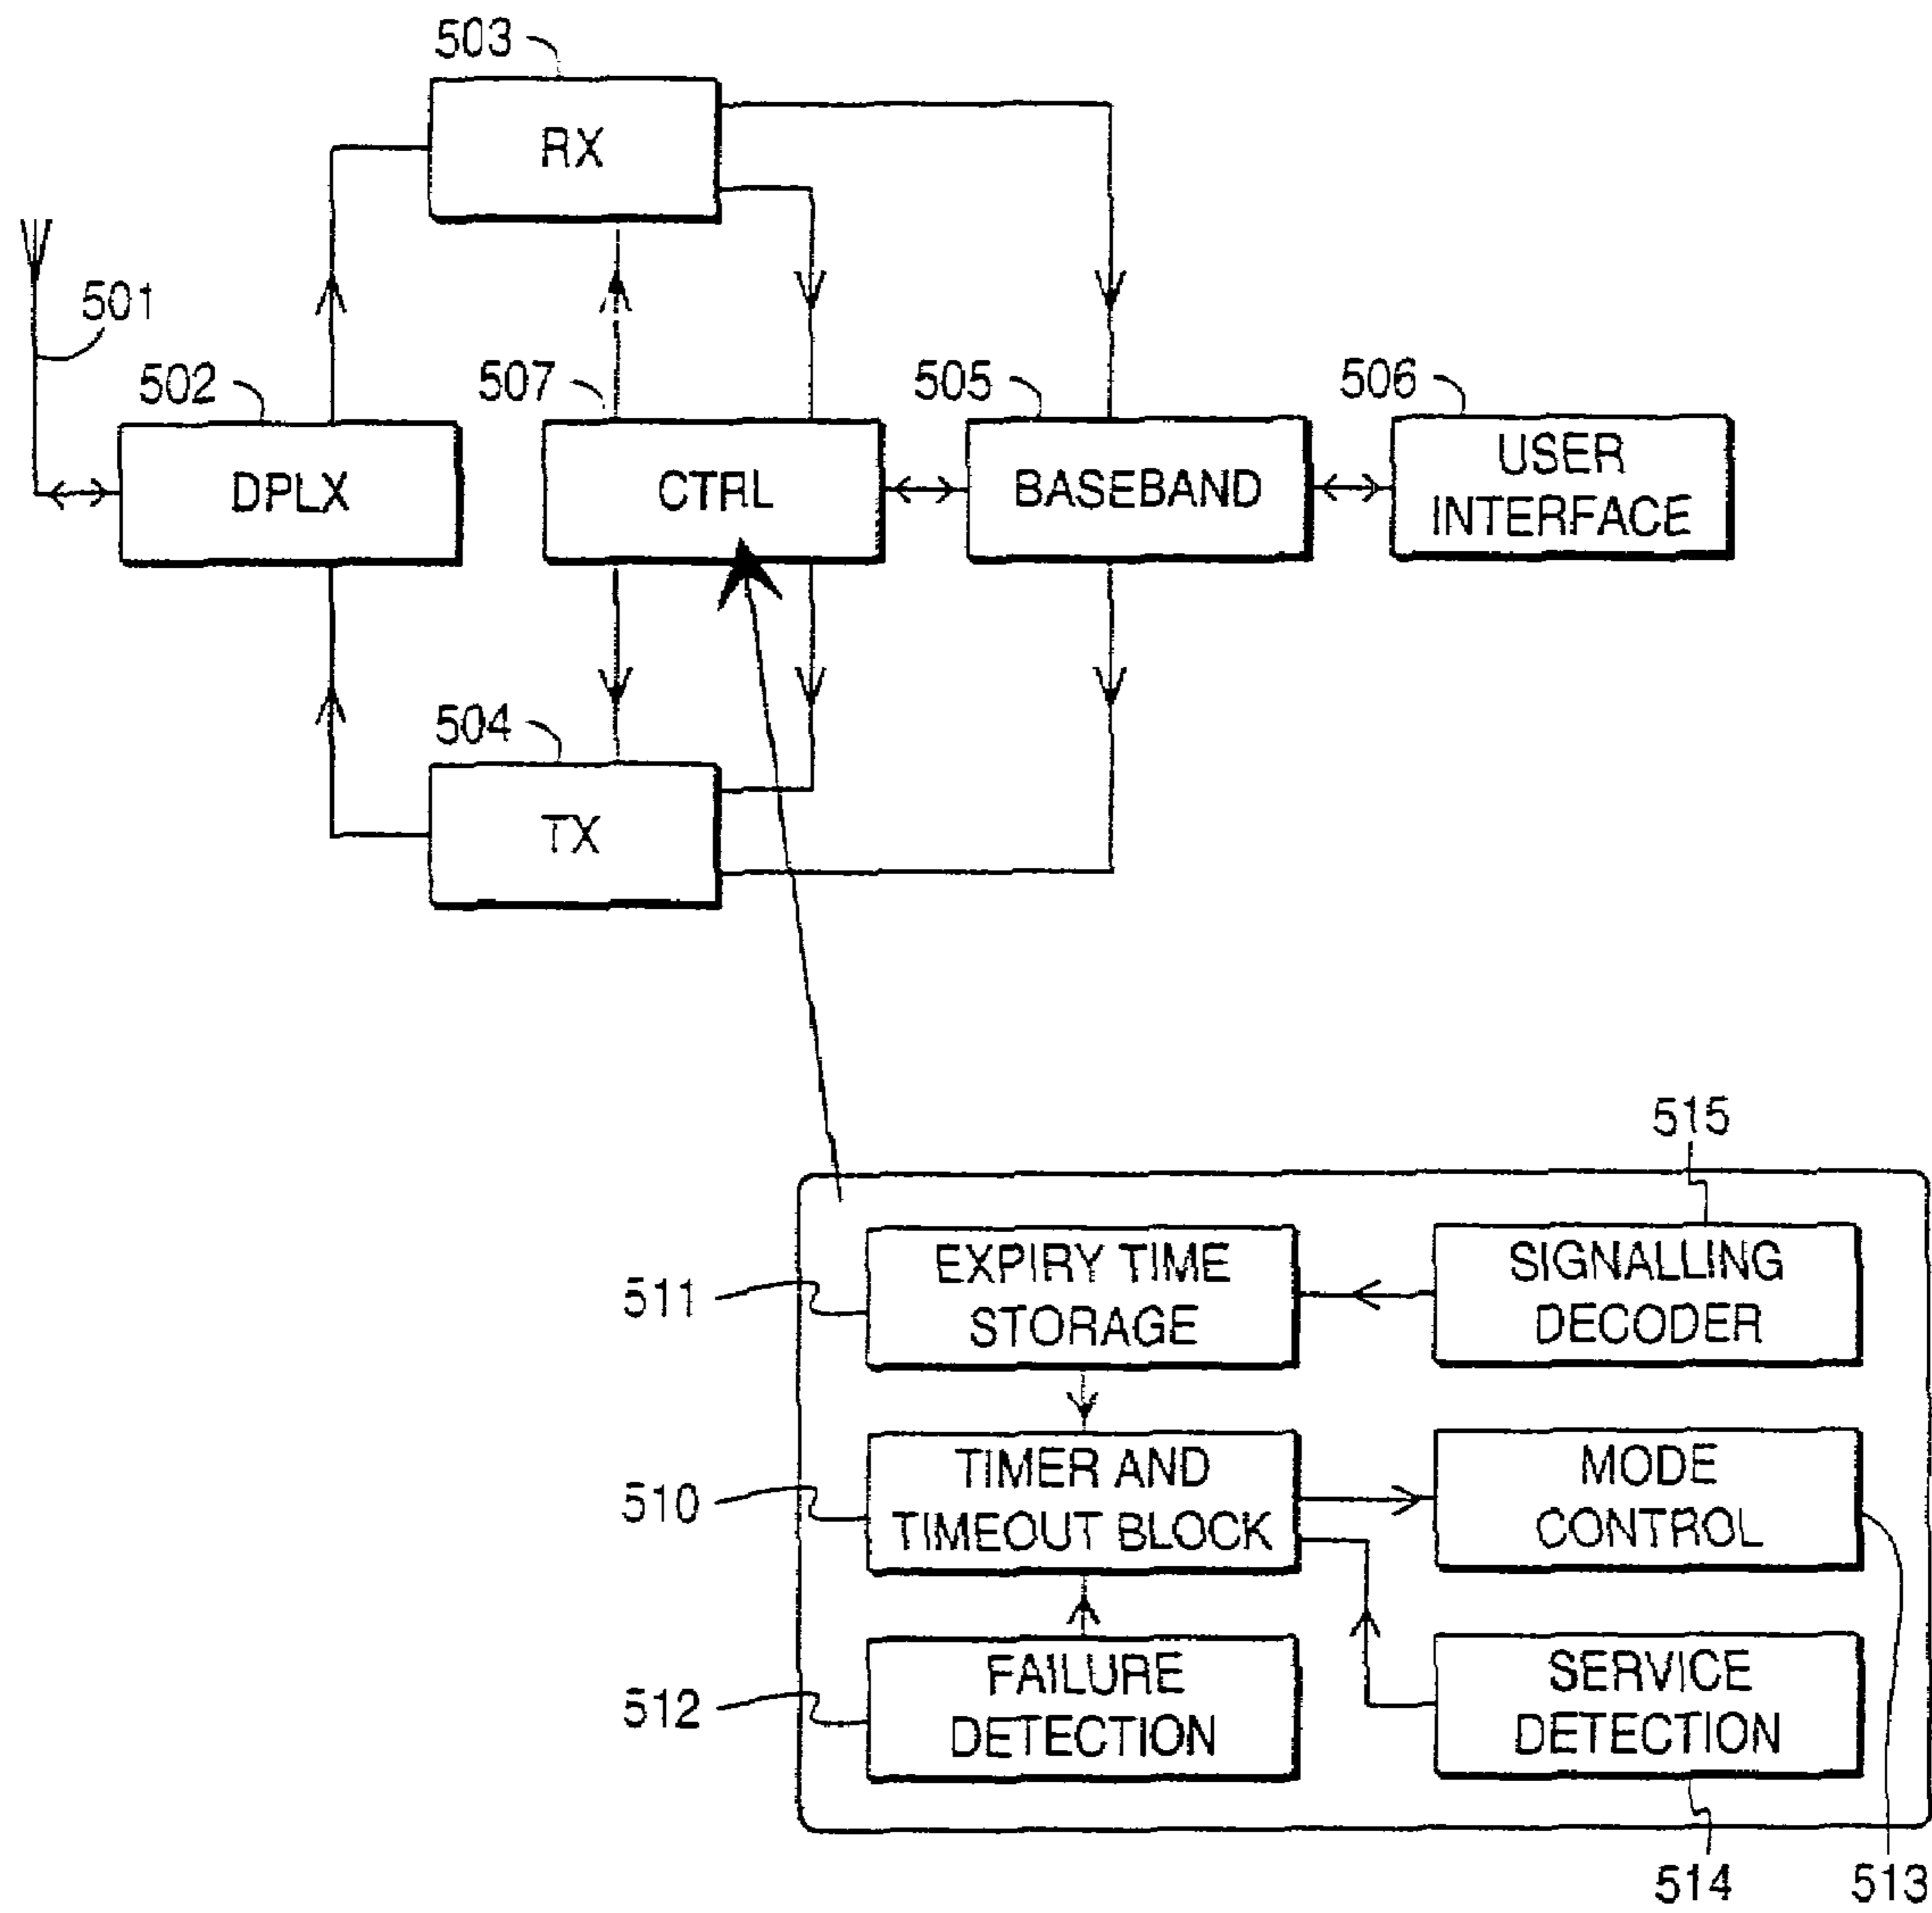 503
RX
501
502
507
505
506
DPLX
CTRL
BASEBAND
USER
INTERFACE
504
TX
515
511
EXPIRY TIME
STORAGE
SIGNALLING
DECODER
510
TIMER AND
TIMEOUT BLOCK
MODE
CONTROL
512
FAILURE
DETECTION
SERVICE
DETECTION
514
513